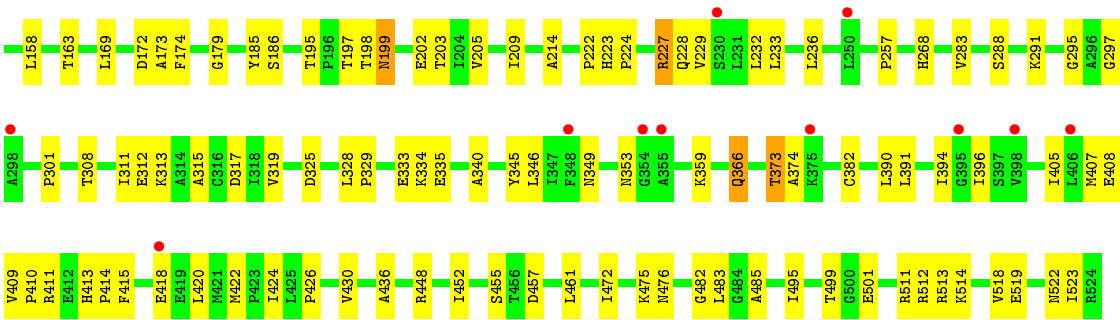 L158 T163 L169 D172 A173 F174 G179 Y185 S186 T195 P196 T197 T198 N199 E202 T203 I204 V205 I209 A214 P222 H223 P224 R227 Q228 V229 S230 L231 L232 L233 L236 L250 P257 H268 V283 S288 K291 G295 A296 G297
A298 P301 T308 I311 E312 K313 A314 A315 C316 D317 I318 V319 D325 L328 P329 E333 K334 E335 A340 Y345 L346 I347 F348 N349 N353 G354 A355 K359 Q366 T373 A374 K375 C382 L390 L391 I394 G395 I396 S397 V398 I405 L406 M407 E408
V409 P410 R411 E412 H413 P414 F415 E418 E419 L420 M421 M422 P423 I424 L425 P426 V430 A436 R448 I452 S455 T456 D457 L461 I472 K475 N476 G482 L483 G484 A485 I495 T499 G500 E501 R511 R512 R513 K514 V518 E519 N522 I523 R524